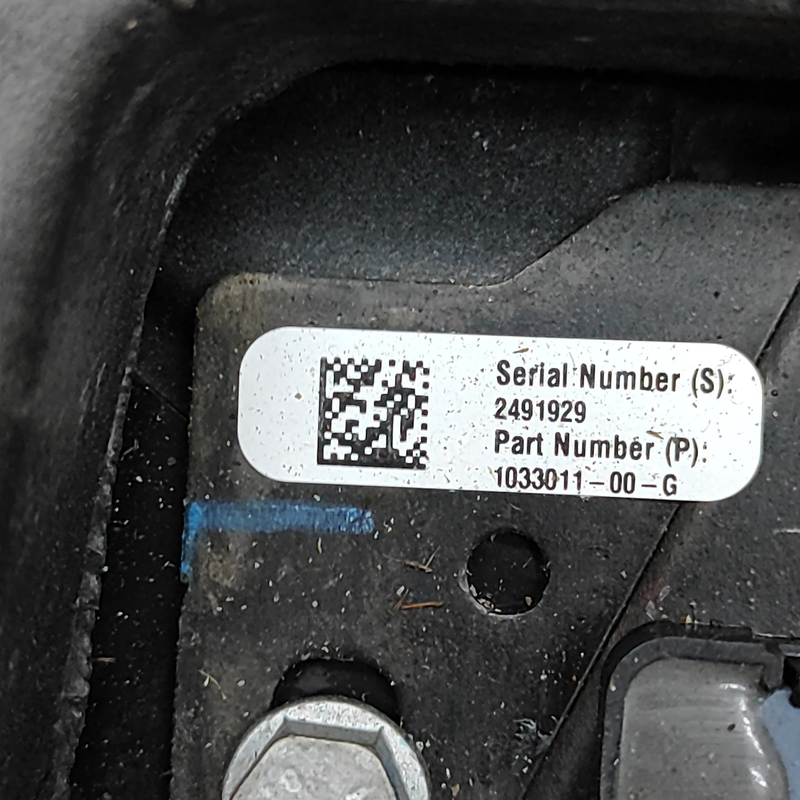 Serial Number (S):
2491929
Part Number (P):
1033011-00-G